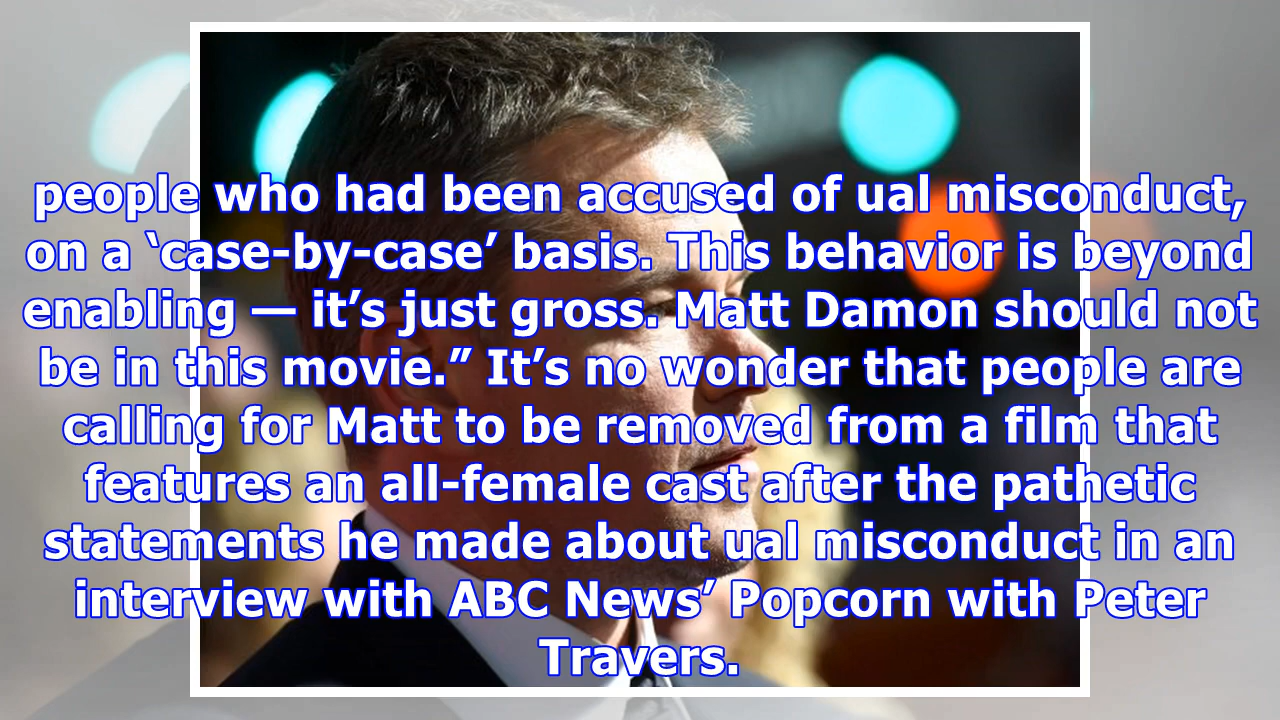 people who had been accused of ual misconduct,
on a ‘case-by-case’ basis. This behavior is beyond
enabling — it’s just gross. Matt Damon should not
be in this movie.” It’s no wonder that people are
calling for Matt to be removed from a film that
features an all-female cast after the pathetic
statements he made about ual misconduct in an
interview with ABC News’ Popcorn with Peter
Travers.